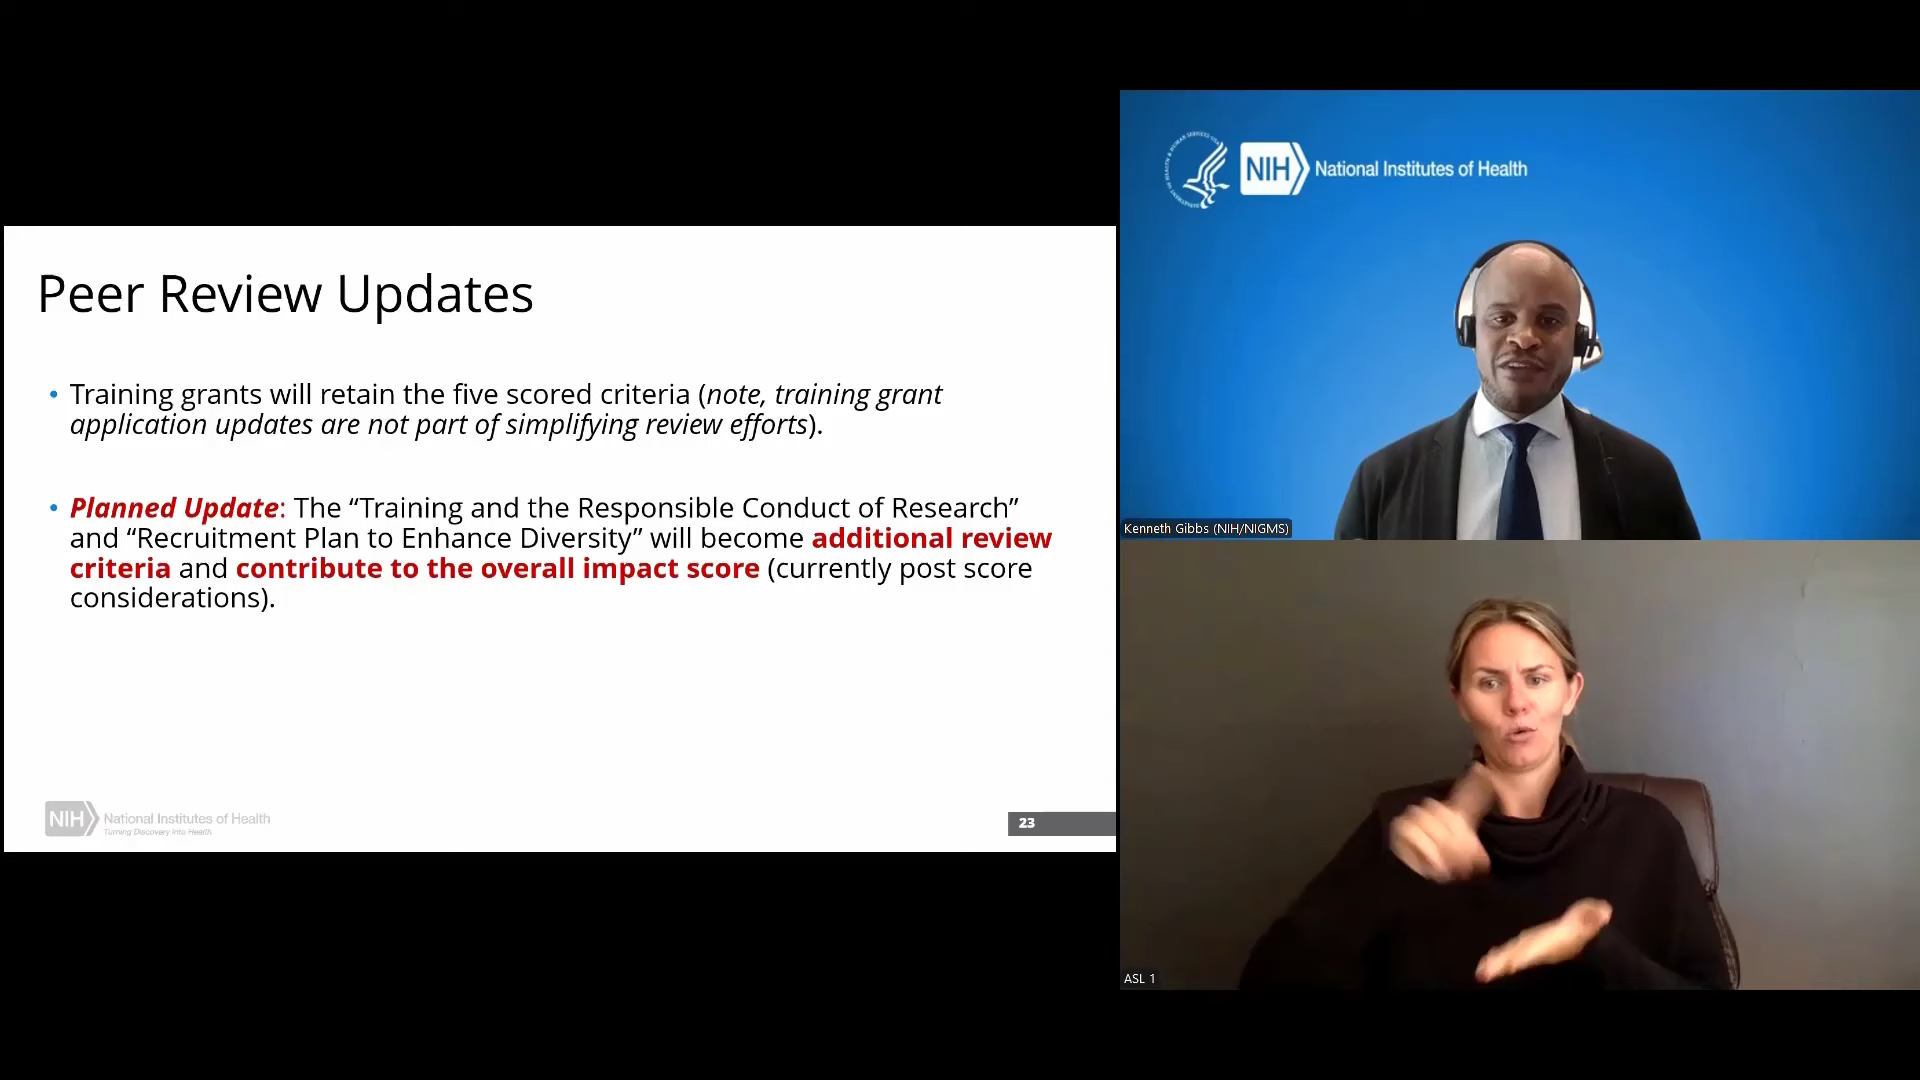 Peer Review Updates
• Training grants will retain the five scored criteria (note, training grant
application updates are not part of simplifying review efforts).
• Planned Update: The “Training and the Responsible Conduct of Research”
and “Recruitment Plan to Enhance Diversity” will become additional review
criteria and contribute to the overall impact score (currently post score
considerations).
NIH National Institutes of Health
Turning Discovery Into Health
23
NIH National Institutes of Health
Kenneth Gibbs (NIH/NIGMS)
ASL 1